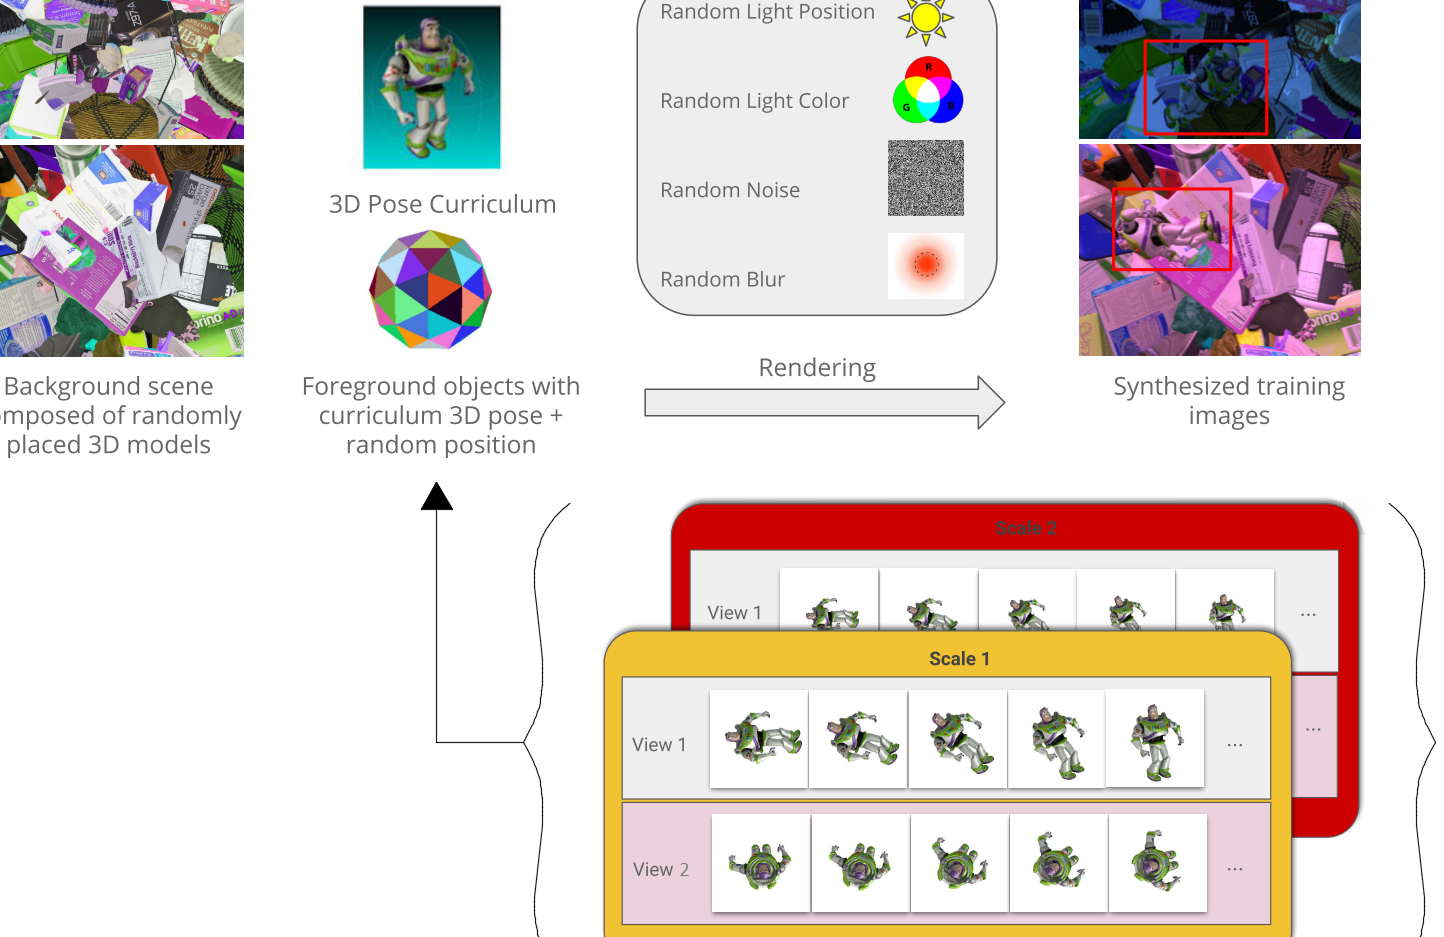 Random Light Position
Random Light Color
R
G
B
Random Noise
Random Blur
3D Pose Curriculum
Background scene
omposed of randomly
placed 3D models
Foreground objects with
curriculum 3D pose +
random position
Rendering
Synthesized training
images
Scale 2
View 1
...
...
Scale 1
View 1
...
View 2
...